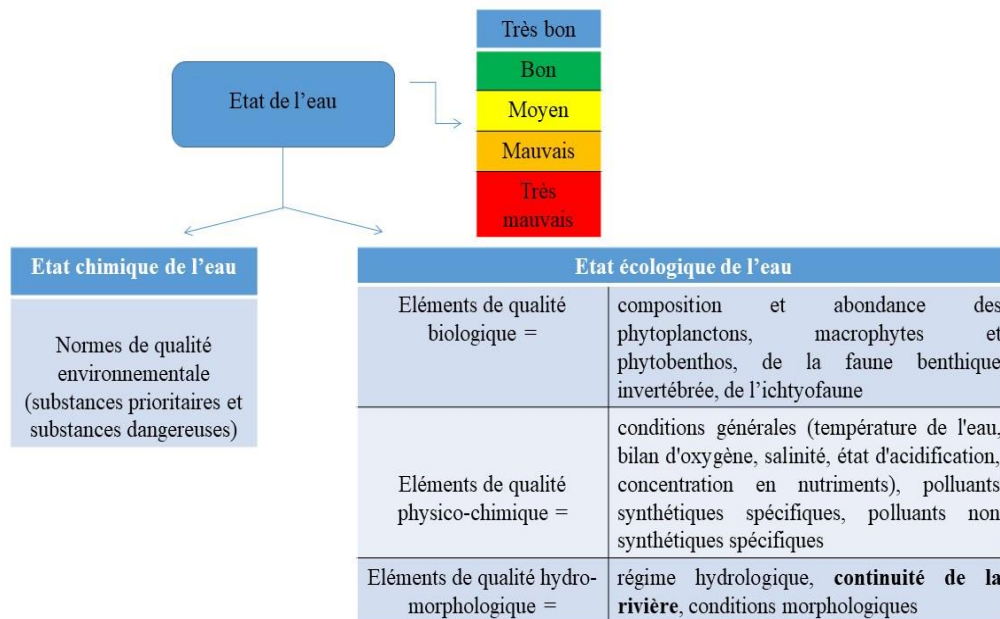 Etat de l’eau
Très bon
Bon
Moyen
Mauvais
Très
mauvais
Etat chimique de l’eau
Normes de qualité
environnementale
(substances prioritaires et
substances dangereuses)
Etat écologique de l’eau
Eléments de qualité
biologique =
composition et abondance des
phytoplanctons, macrophytes et
phytobenthos, de la faune benthique
invertébrée, de l’ichtyofaune
Eléments de qualité
physico-chimique =
conditions générales (température de l'eau,
bilan d'oxygène, salinité, état d'acidification,
concentration en nutriments), polluants
synthétiques spécifiques, polluants non
synthétiques spécifiques
Eléments de qualité hydro-
morphologique =
régime hydrologique, continuité de la
rivière, conditions morphologiques